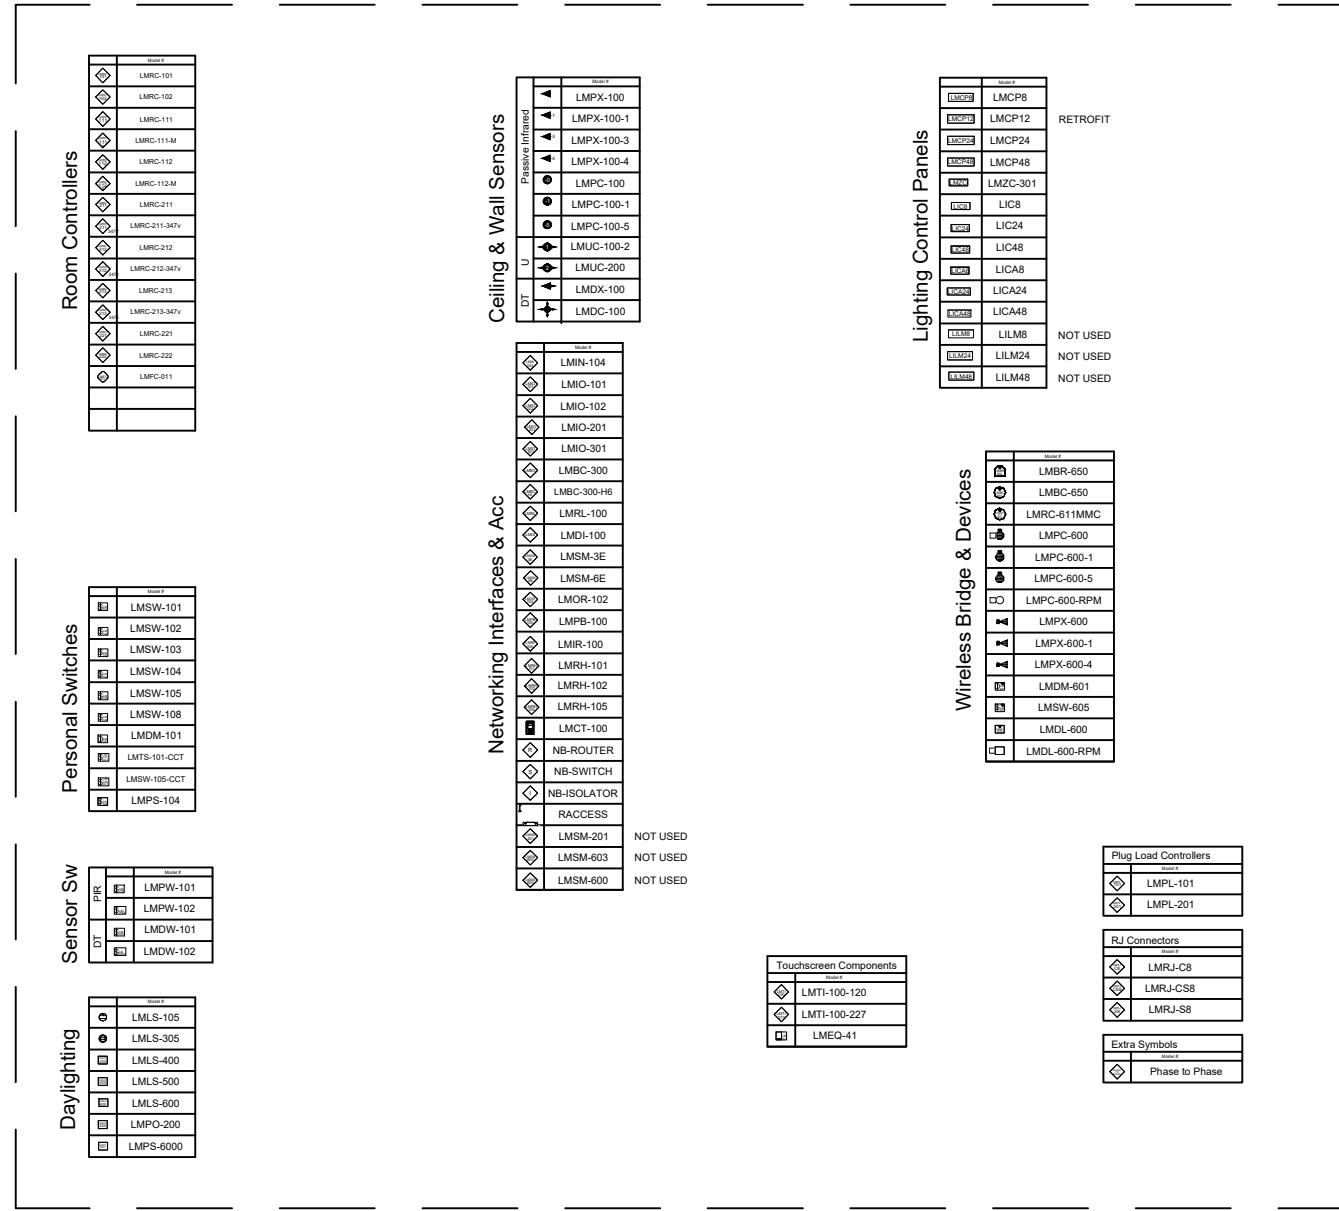 Room Controllers
Model #
LMRC-101
LMRC-102
LMRC-111
LMRC-111-M
LMRC-112
LMRC-112-M
LMRC-211
LMRC-211-347v
LMRC-212
LMRC-212-347v
LMRC-213
LMRC-213-347v
LMRC-221
LMRC-222
LMFC-011
Personal Switches
Model #
LMSW-101
LMSW-102
LMSW-103
LMSW-104
LMSW-105
LMSW-108
LMDM-101
LMTS-101-CCT
LMSW-105-CCT
LMPS-104
Sensor Sw
Model #
PIR
LMPW-101
LMPW-102
DT
LMDW-101
LMDW-102
Daylighting
Model #
LMLS-105
LMLS-305
LMLS-400
LMLS-500
LMLS-600
LMPO-200
LMPS-6000
Ceiling & Wall Sensors
Model #
Passive Infrared
LMPX-100
LMPX-100-1
LMPX-100-3
LMPX-100-4
LMPC-100
LMPC-100-1
LMPC-100-5
U
LMUC-100-2
LMUC-200
DT
LMDX-100
LMDC-100
Networking Interfaces & Acc
Model #
LMIN-104
LMIO-101
LMIO-102
LMIO-201
LMIO-301
LMBC-300
LMBC-300-H6
LMRL-100
LMDI-100
LMSM-3E
LMSM-6E
LMOR-102
LMPB-100
LMIR-100
LMRH-101
LMRH-102
LMRH-105
LMCT-100
R NB-ROUTER
S NB-SWITCH
I NB-ISOLATOR
RACCESS
LMSM-201 NOT USED
LMSM-603 NOT USED
LMSM-600 NOT USED
Touchscreen Components
Model #
LMTI-100-120
LMTI-100-227
LMEQ-41
Lighting Control Panels
Model #
LMCP8 LMCP8
LMCP12 LMCP12 RETROFIT
LMCP24 LMCP24
LMCP48 LMCP48
LMZC LMZC-301
LIC8 LIC8
LIC24 LIC24
LIC48 LIC48
LICA8 LICA8
LICA24 LICA24
LICA48 LICA48
LILM8 LILM8 NOT USED
LILM24 LILM24 NOT USED
LILM48 LILM48 NOT USED
Wireless Bridge & Devices
Model #
LMBR-650
LMBC-650
LMRC-611MMC
LMPC-600
LMPC-600-1
LMPC-600-5
LMPC-600-RPM
LMPX-600
LMPX-600-1
LMPX-600-4
LMDM-601
LMSW-605
LMDL-600
LMDL-600-RPM
Plug Load Controllers
Model #
LMPL-101
LMPL-201
RJ Connectors
Model #
LMRJ-C8
LMRJ-CS8
LMRJ-S8
Extra Symbols
Model #
Phase to Phase